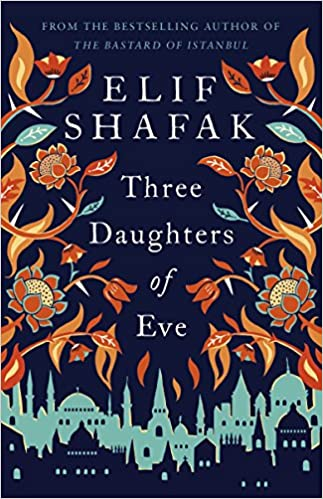 FROM THE BESTSELLING AUTHOR OF
THE BASTARD OF ISTANBUL
ELIF
SHAFAK
Three
Daughters
of
Eve